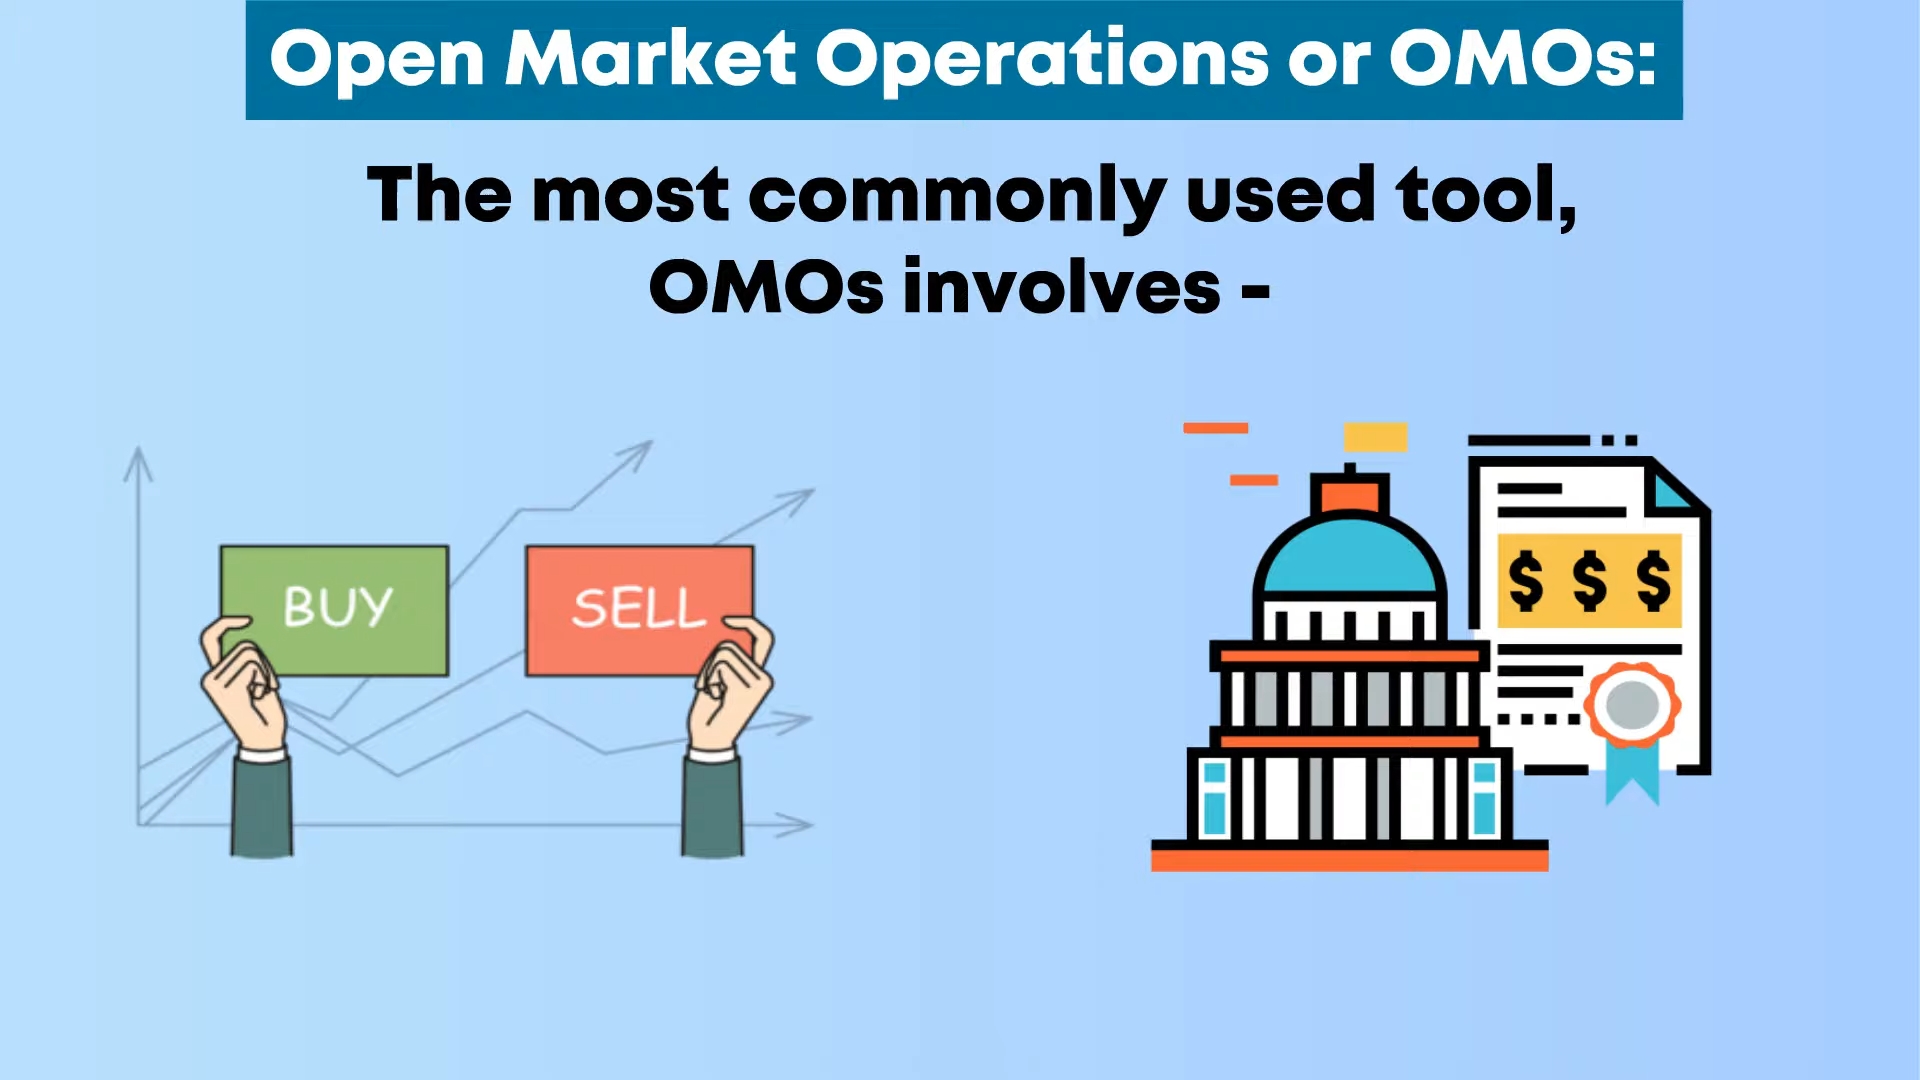 Open Market Operations or OMOs:
The most commonly used tool,
OMOs involves -
BUY
SELL
$ $ $